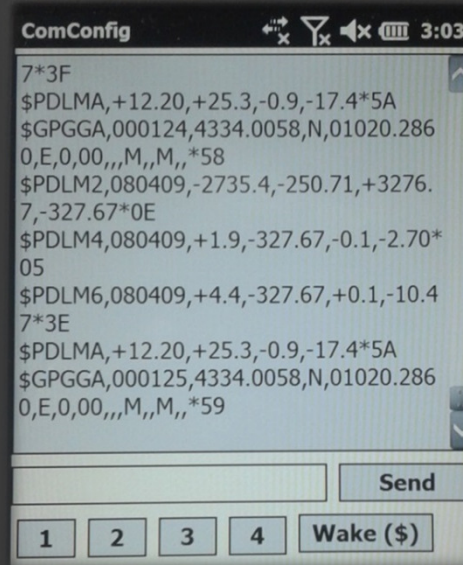 ComConfig 3:03
7*3F
$PDLMA,+12.20,+25.3,-0.9,-17.4*5A
$GPGGA,000124,4334.0058,N,01020.286
0,E,0,00,,,M,,M,,*58
$PDLM2,080409,-2735.4,-250.71,+3276.
7,-327.67*0E
$PDLM4,080409,+1.9,-327.67,-0.1,-2.70*
05
$PDLM6,080409,+4.4,-327.67,+0.1,-10.4
7*3E
$PDLMA,+12.20,+25.3,-0.9,-17.4*5A
$GPGGA,000125,4334.0058,N,01020.286
0,E,0,00,,,M,,M,,*59
Send
1 2 3 4 Wake ($)